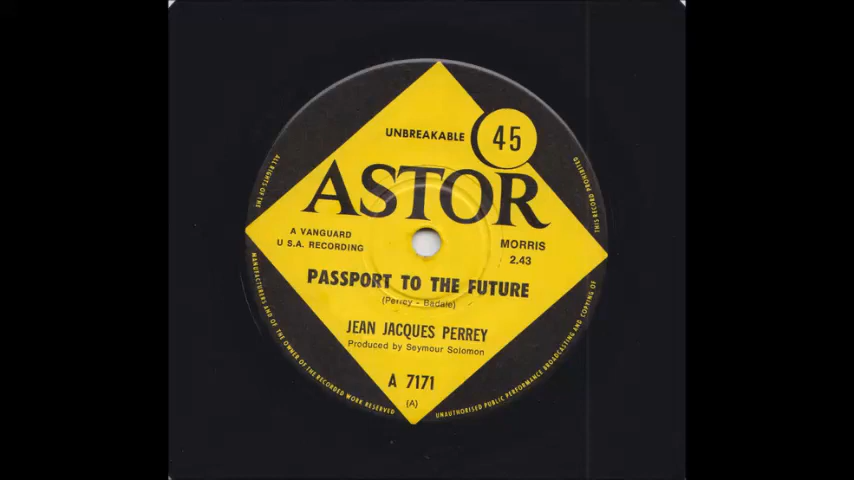 UNBREAKABLE
45
ASTOR
A VANGUARD
U S.A. RECORDING
MORRIS
2.43
PASSPORT TO THE FUTURE
(Perrey - Badale)
JEAN JACQUES PERREY
Produced by Seymour Solomon
A 7171
(A)
ALL RIGHTS OF THE
MANUFACTURERS AND OF THE OWNER OF THE RECORDED WORK RESERVED
UNAUTHORISED PUBLIC PERFORMANCE BROADCASTING AND COPYING OF
THIS RECORD PROHIBITED